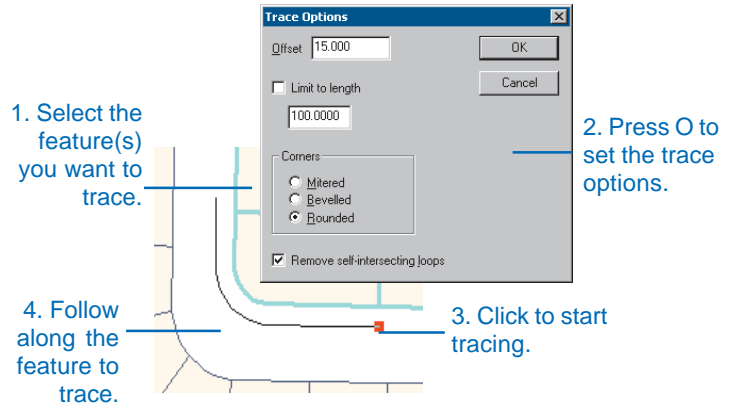 Trace Options
Offset 15.000
OK
Limit to length
Cancel
100.0000
Corners
Mitered
Bevelled
Rounded
Remove self-intersecting loops
1. Select the
feature(s)
you want to
trace.
2. Press O to
set the trace
options.
3. Click to start
tracing.
4. Follow
along the
feature to
trace.